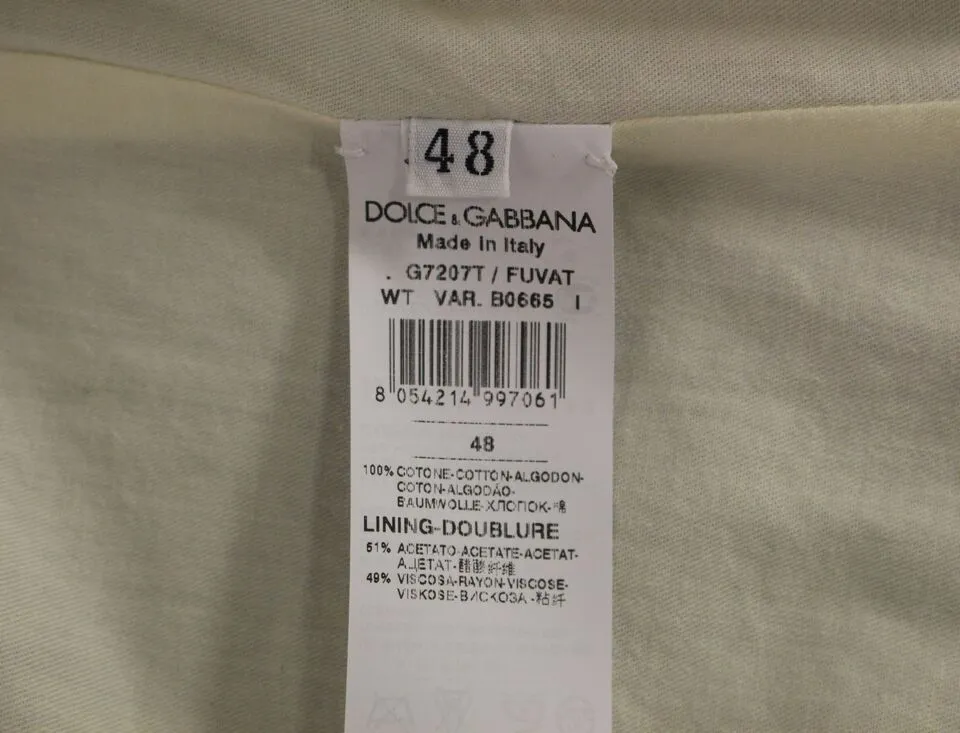 48
DOLCE & GABBANA
Made In Italy
. G7207T / FUVAT
WT VAR. B0665 I
8 054214 997061
48
100% COTONE-COTTON-ALGODON-
COTON-ALGODÃO-
BAUMWOLLE-ХЛОПОК-棉
LINING-DOUBLURE
51% ACETATO-ACETATE-ACETAT-
АЦЕТАТ-醋酸纤维
49% VISCOSA-RAYON-VISCOSE-
VISKOSE-ВИСКОЗА-粘纤